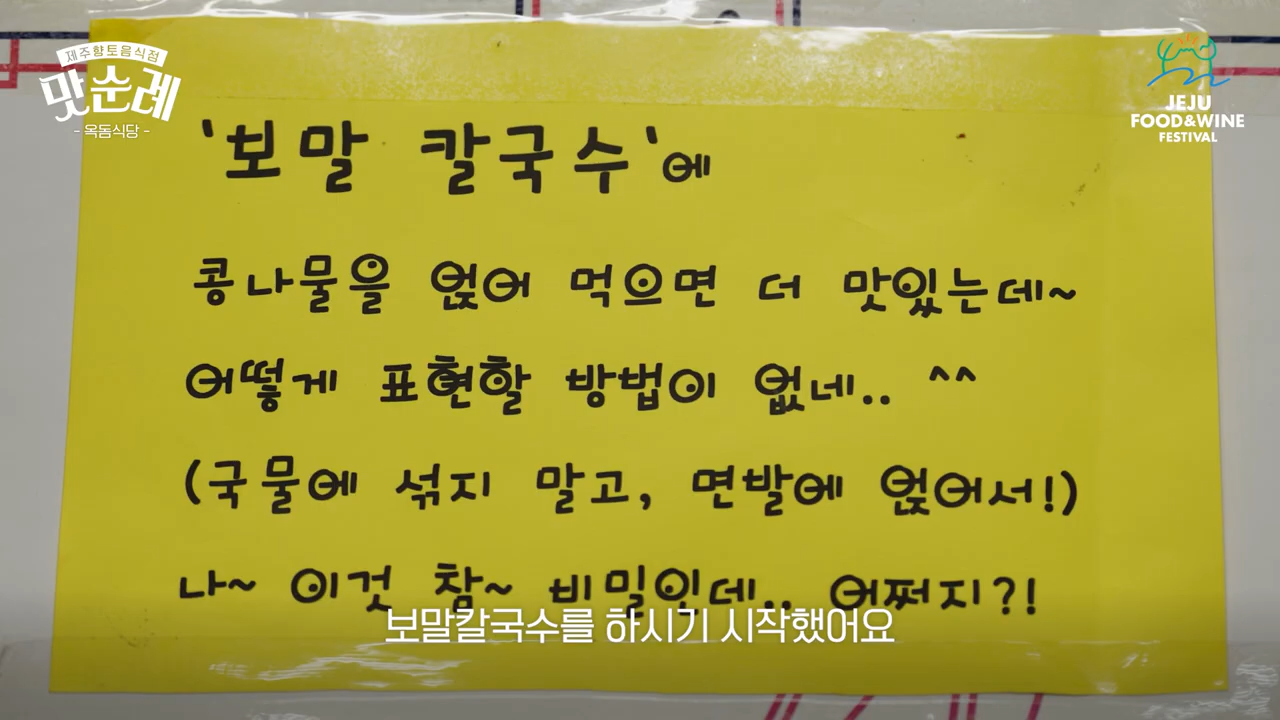 제주향토음식점
맛순례
- 옥돔식당 -
JEJU
FOOD&WINE
FESTIVAL
'보말 칼국수'에
콩나물을 얹어 먹으면 더 맛있는데~
어떻게 표현할 방법이 없네.. ^^
(국물에 섞지 말고, 면발에 얹어서!)
나~ 이것 참~ 비밀인데.. 어쩌지?!
보말칼국수를 하시기 시작했어요